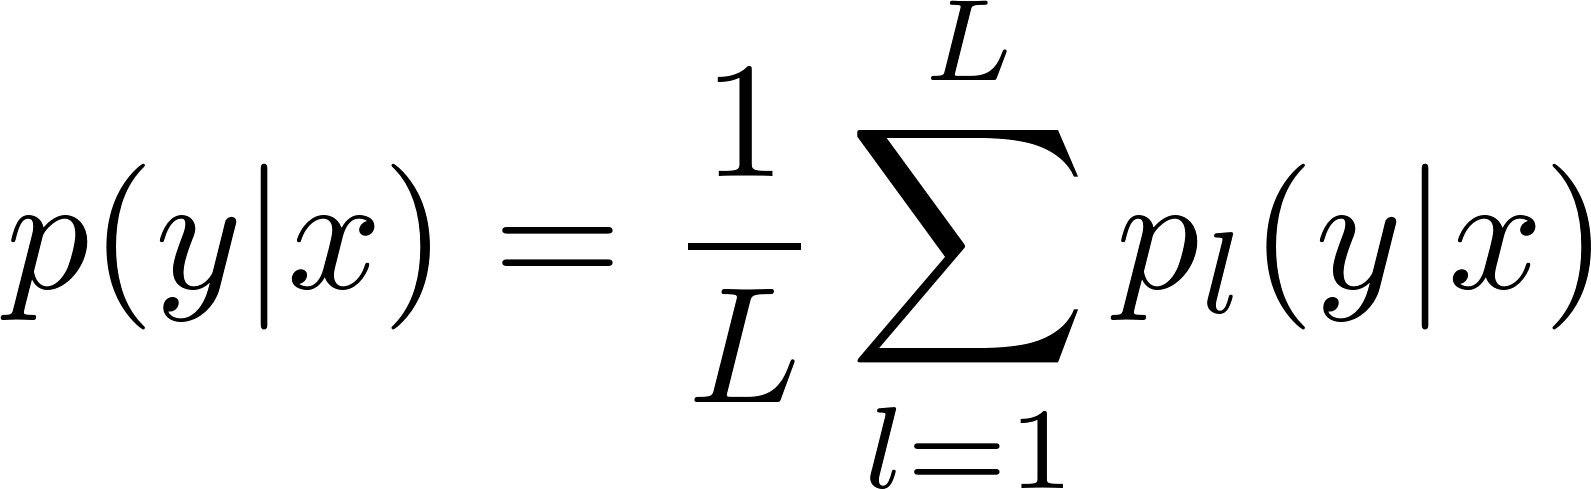 p(y|x) = \frac{1}{L} \sum_{l=1}^{L} p_l(y|x)